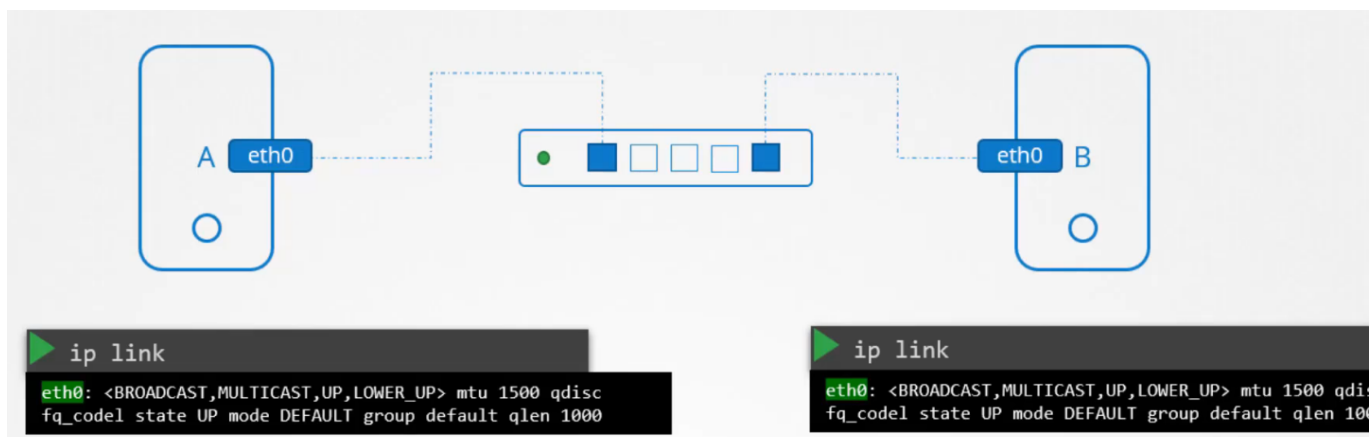 A eth0
eth0 B
ip link
eth0: <BROADCAST,MULTICAST,UP,LOWER_UP> mtu 1500 qdisc
fq_codel state UP mode DEFAULT group default qlen 1000
ip link
eth0: <BROADCAST,MULTICAST,UP,LOWER_UP> mtu 1500
fq_codel state UP mode DEFAULT group default qlen